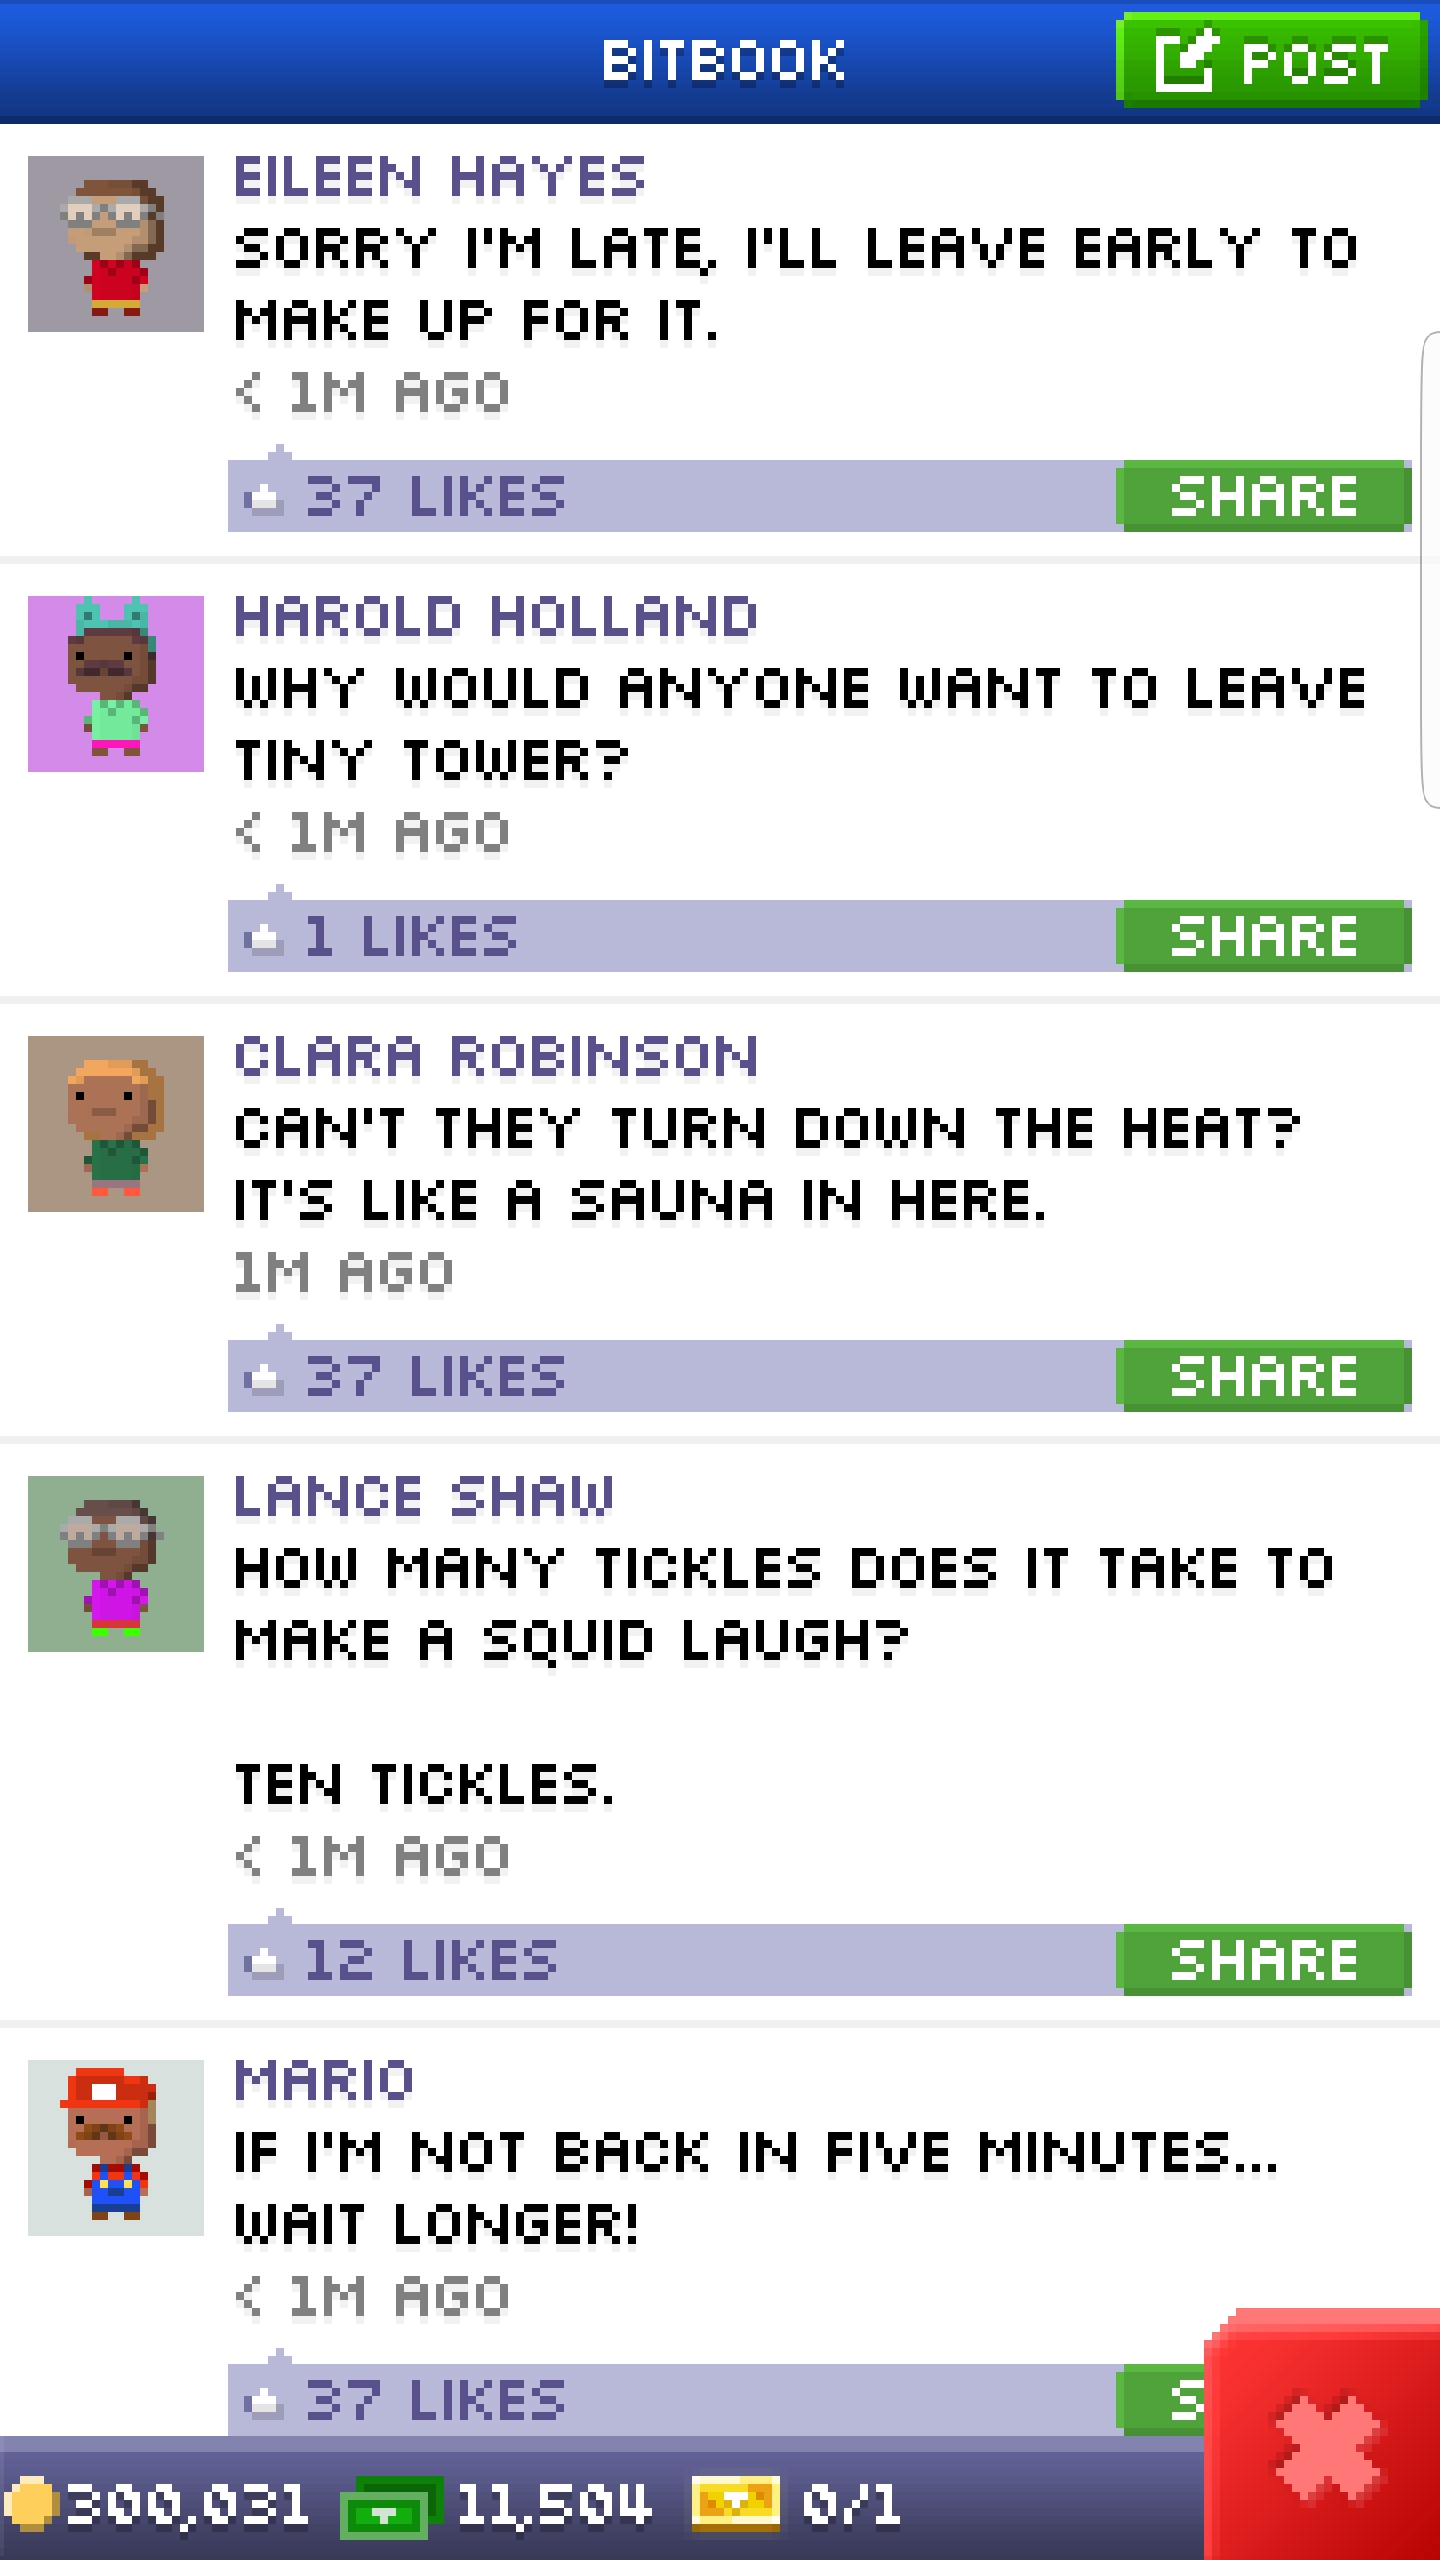 BITBOOK
POST
EILEEN HAYES
SORRY I'M LATE, I'LL LEAVE EARLY TO
MAKE UP FOR IT.
< 1M AGO
37 LIKES
SHARE
HAROLD HOLLAND
WHY WOULD ANYONE WANT TO LEAVE
TINY TOWER?
< 1M AGO
1 LIKES
SHARE
CLARA ROBINSON
CAN'T THEY TURN DOWN THE HEAT?
IT'S LIKE A SAUNA IN HERE.
1M AGO
37 LIKES
SHARE
LANCE SHAW
HOW MANY TICKLES DOES IT TAKE TO
MAKE A SQUID LAUGH?
TEN TICKLES.
< 1M AGO
12 LIKES
SHARE
MARIO
IF I'M NOT BACK IN FIVE MINUTES...
WAIT LONGER!
< 1M AGO
37 LIKES
S
300,031
11,504
0/1